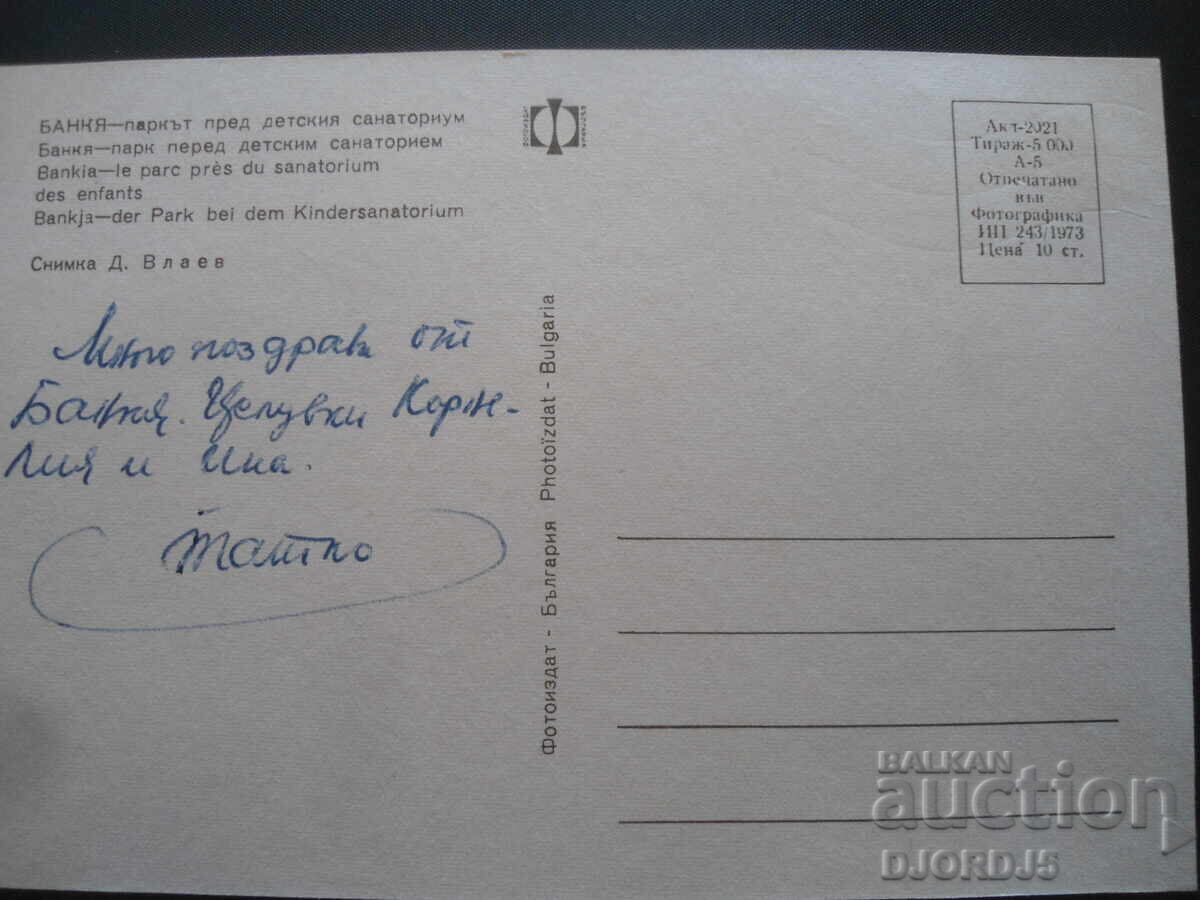 БАНКЯ—паркът пред детския санаториум
Банкя—парк перед детским санаторием
Bankia—le parc près du sanatorium
des enfants
Bankja—der Park bei dem Kindersanatorium
Снимка Д. Влаев
Много поздрави от
Банкя. Целувки Корне-
лия и Ина.
Татко
Фотоиздат - България Photoïzdat - Bulgaria
Акт-2021
Тираж-5 000
А-5
Отпечатано
във
Фотографика
ИП 243/1973
Цена 10 ст.
BALKAN
auction
DJORDJ5